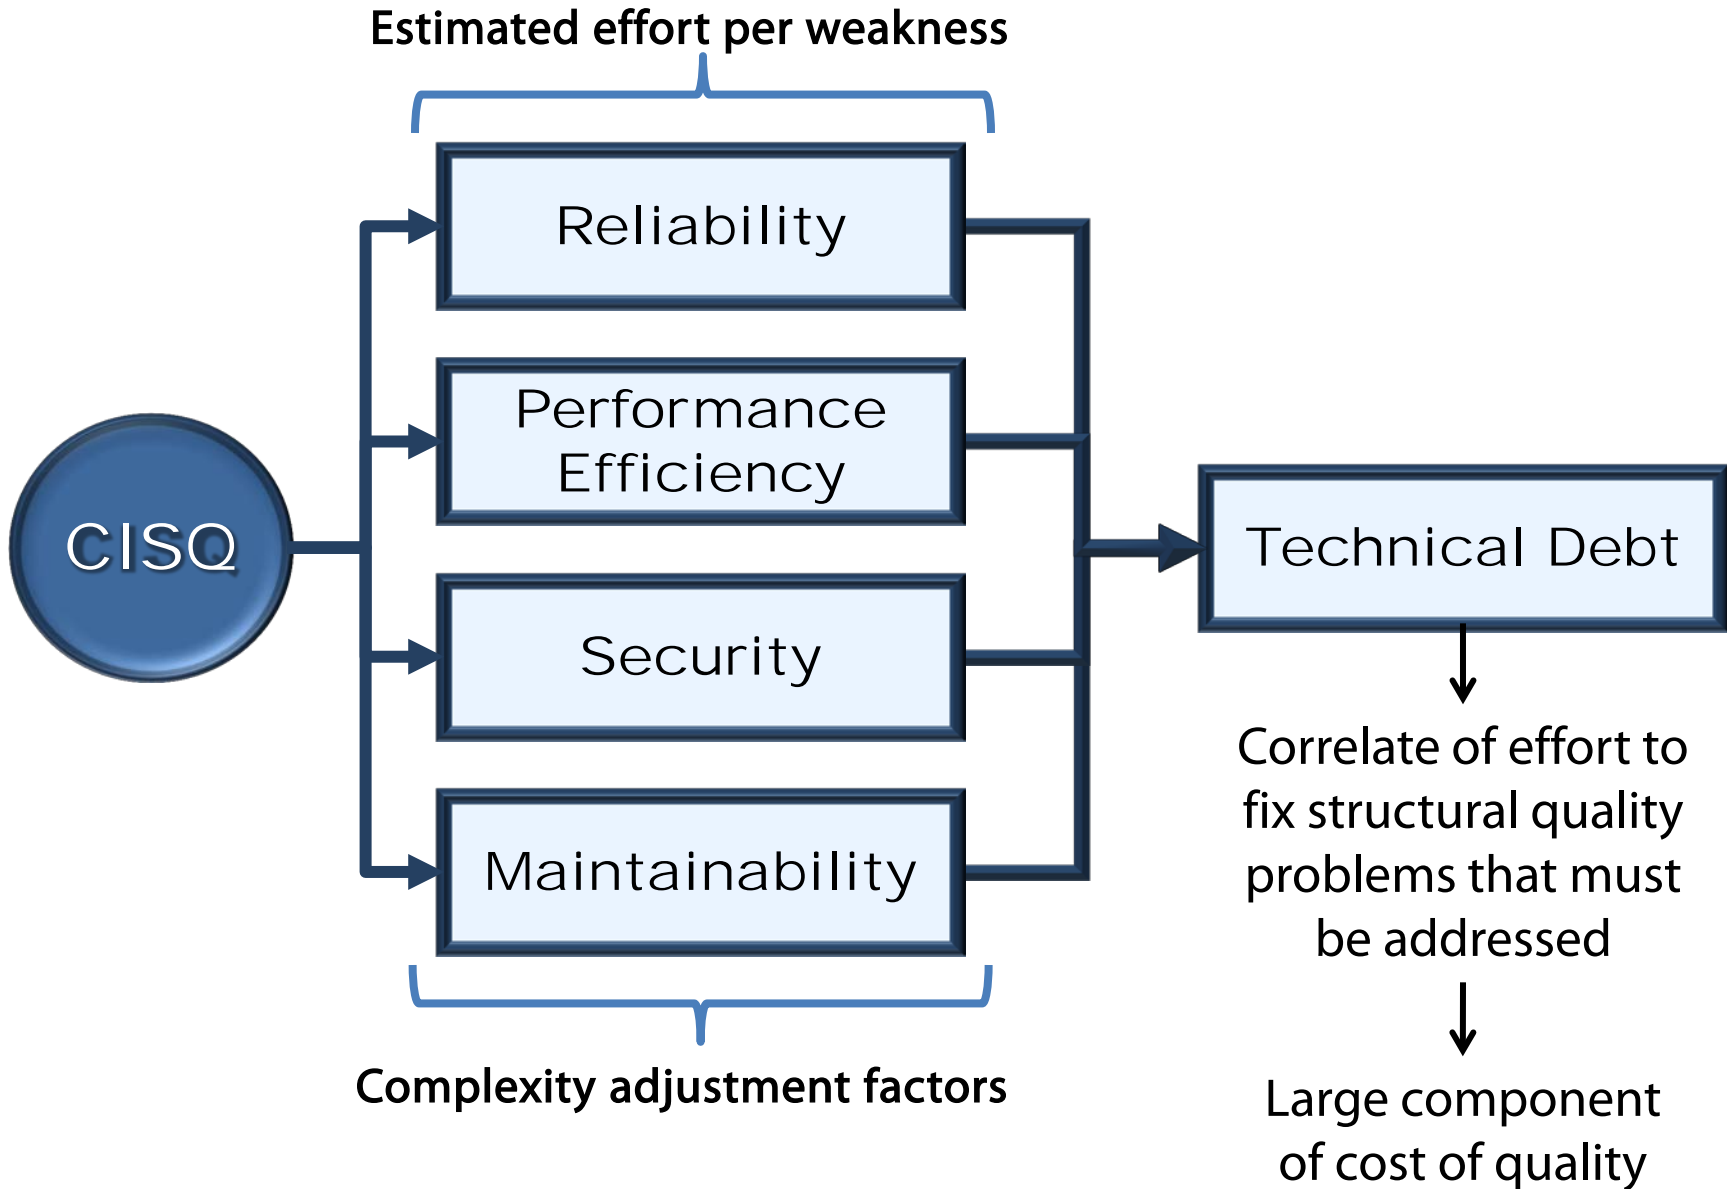 Estimated effort per weakness
Reliability
Performance
Efficiency
CISQ
Security
Maintainability
Complexity adjustment factors
Technical Debt
Correlate of effort to
fix structural quality
problems that must
be addressed
Large component
of cost of quality